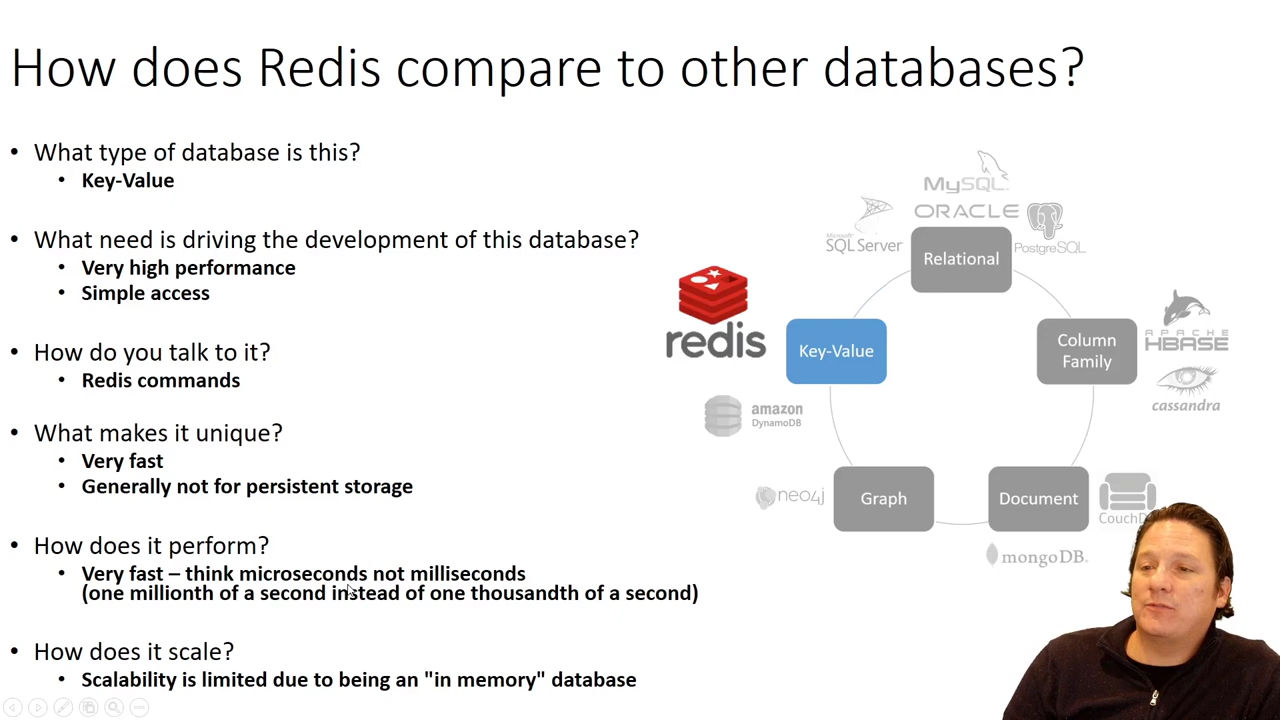 How does Redis compare to other databases?
• What type of database is this?
• Key-Value
• What need is driving the development of this database?
• Very high performance
• Simple access
• How do you talk to it?
• Redis commands
• What makes it unique?
• Very fast
• Generally not for persistent storage
• How does it perform?
• Very fast – think microseconds not milliseconds
(one millionth of a second instead of one thousandth of a second)
• How does it scale?
• Scalability is limited due to being an "in memory" database
MySQL
ORACLE
Microsoft
SQL Server
PostgreSQL
Relational
redis
Key-Value
Column
Family
APACHE
HBASE
cassandra
amazon
DynamoDB
neo4j
Graph
Document
CouchD
mongoDB